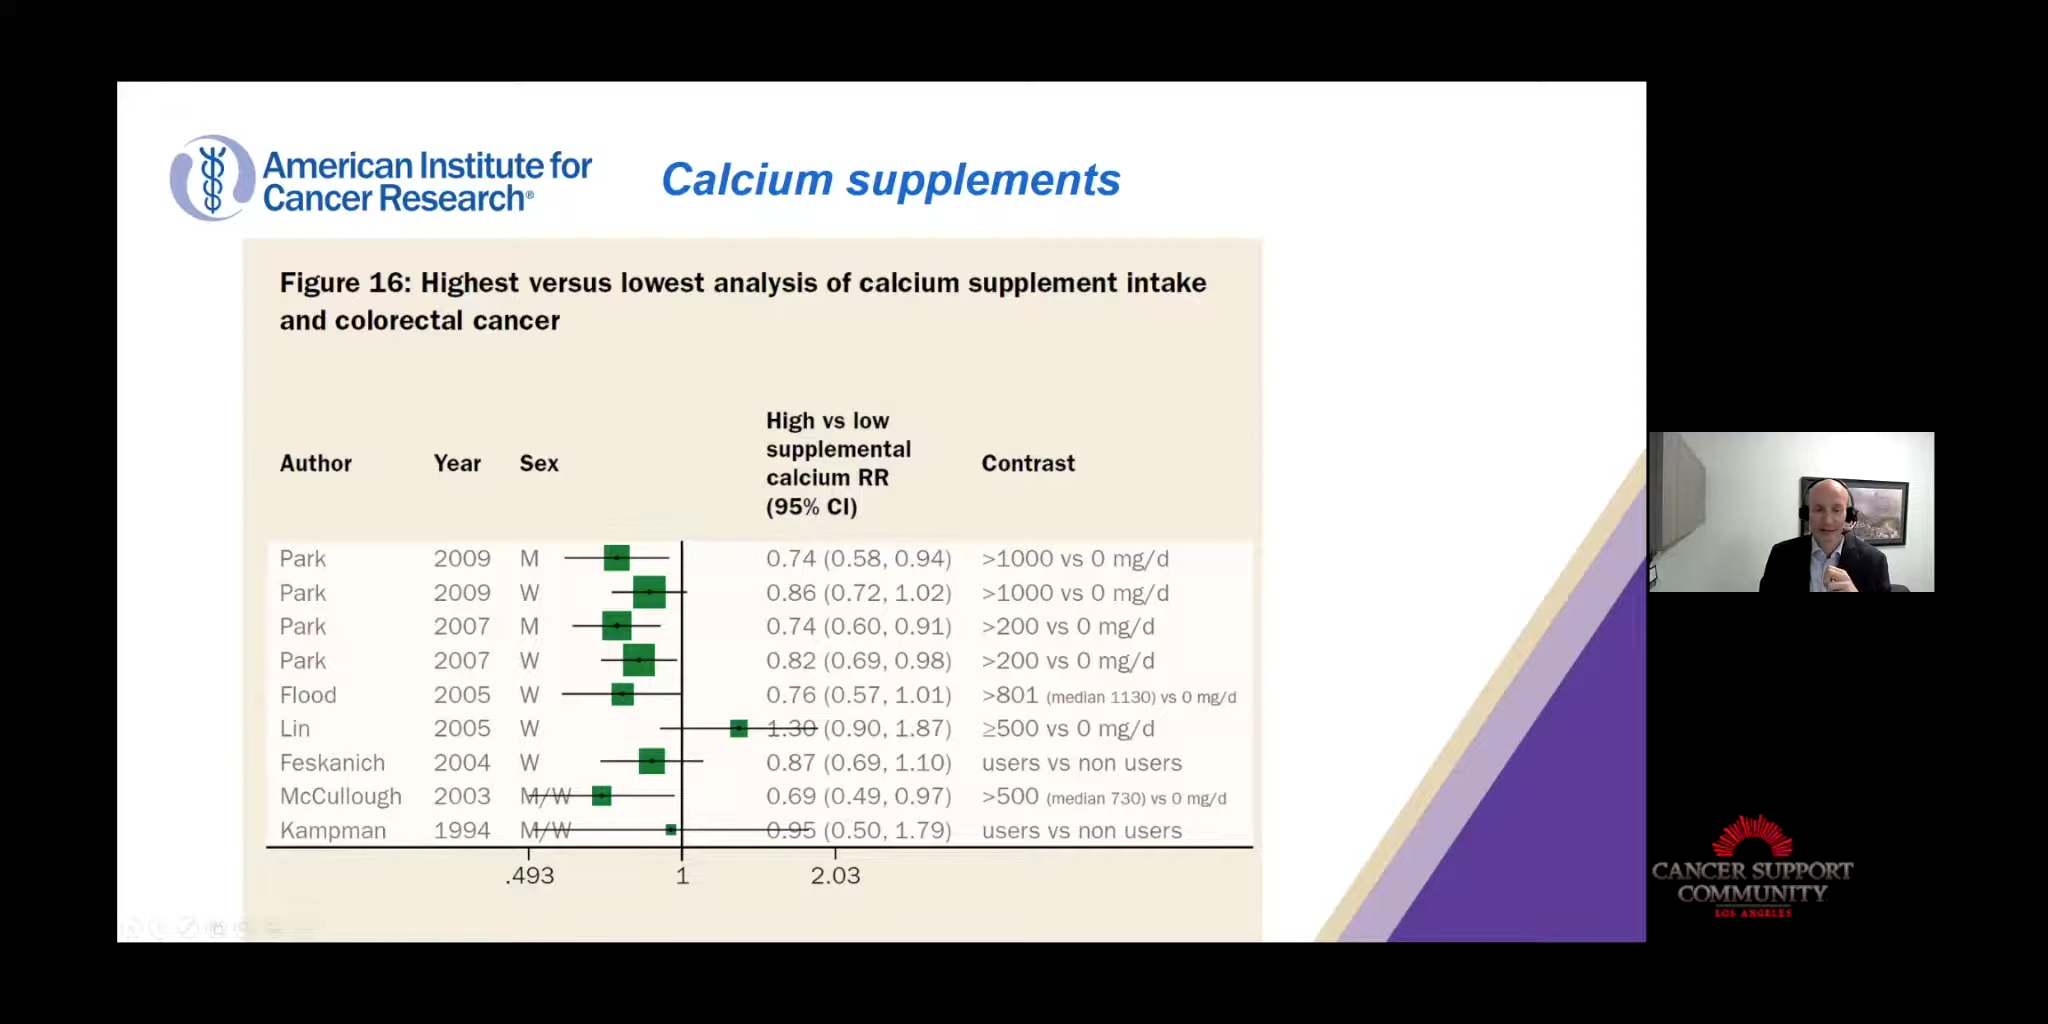 American Institute for
Cancer Research®
Calcium supplements
Figure 16: Highest versus lowest analysis of calcium supplement intake
and colorectal cancer
High vs low
supplemental
calcium RR
(95% CI)
Author Year Sex Contrast
Park 2009 M 0.74 (0.58, 0.94) >1000 vs 0 mg/d
Park 2009 W 0.86 (0.72, 1.02) >1000 vs 0 mg/d
Park 2007 M 0.74 (0.60, 0.91) >200 vs 0 mg/d
Park 2007 W 0.82 (0.69, 0.98) >200 vs 0 mg/d
Flood 2005 W 0.76 (0.57, 1.01) >801 (median 1130) vs 0 mg/d
Lin 2005 W 1.30 (0.90, 1.87) ≥500 vs 0 mg/d
Feskanich 2004 W 0.87 (0.69, 1.10) users vs non users
McCullough 2003 M/W 0.69 (0.49, 0.97) >500 (median 730) vs 0 mg/d
Kampman 1994 M/W 0.95 (0.50, 1.79) users vs non users
.493 1 2.03
CANCER SUPPORT
COMMUNITY
LOS ANGELES